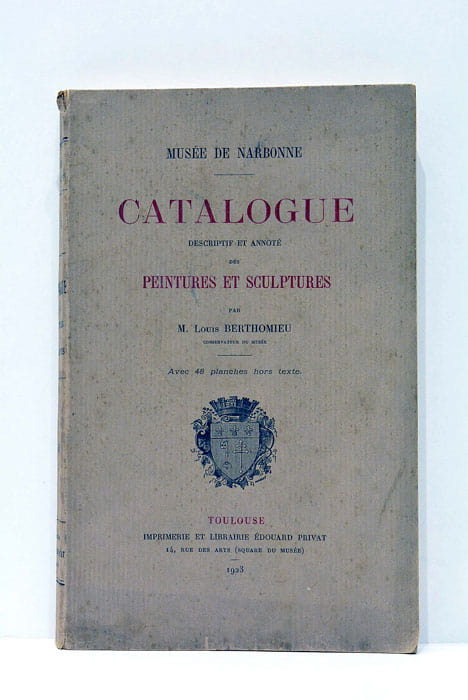 MUSÉE DE NARBONNE
CATALOGUE
DESCRIPTIF ET ANNOTÉ
DES
PEINTURES ET SCULPTURES
PAR
M. LOUIS BERTHOMIEU
CONSERVATEUR DU MUSÉE
Avec 48 planches hors texte.
TOULOUSE
IMPRIMERIE ET LIBRAIRIE ÉDOUARD PRIVAT
14, RUE DES ARTS (SQUARE DU MUSÉE)
1923